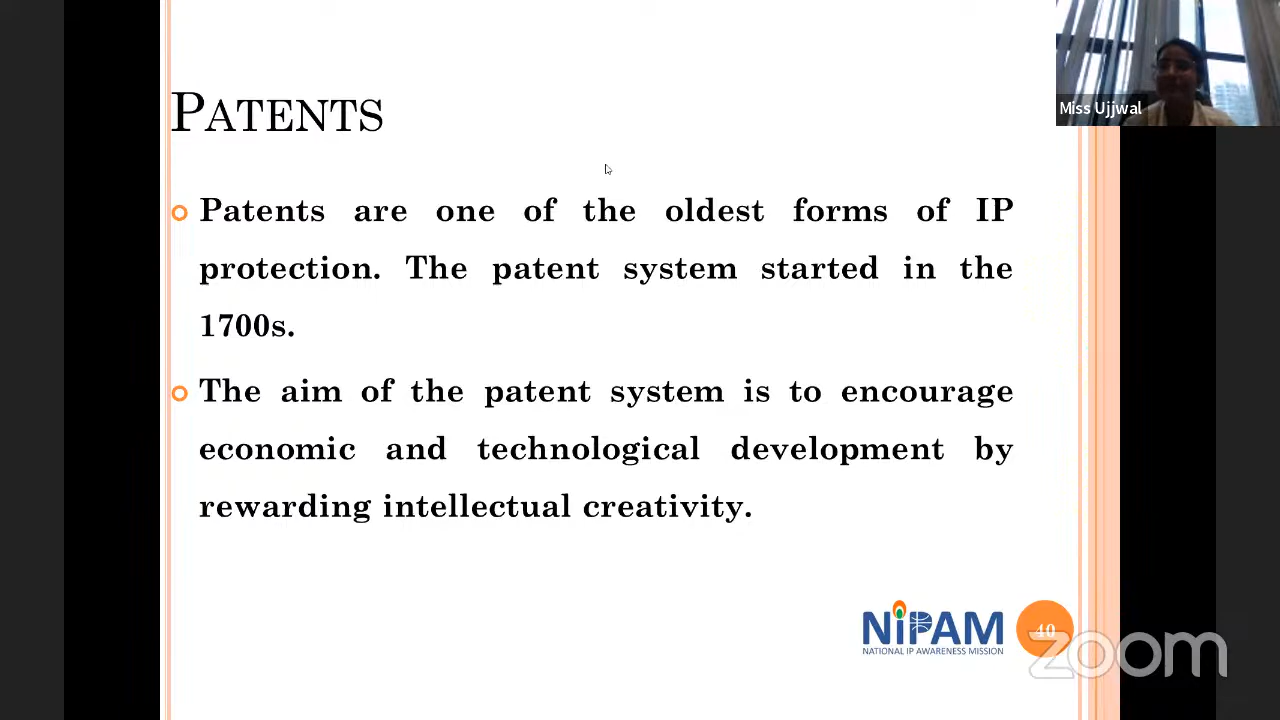 Miss Ujjwal
PATENTS
Patents are one of the oldest forms of IP
protection. The patent system started in the
1700s.
The aim of the patent system is to encourage
economic and technological development by
rewarding intellectual creativity.
NiPAM
NATIONAL IP AWARENESS MISSION
40
zoom